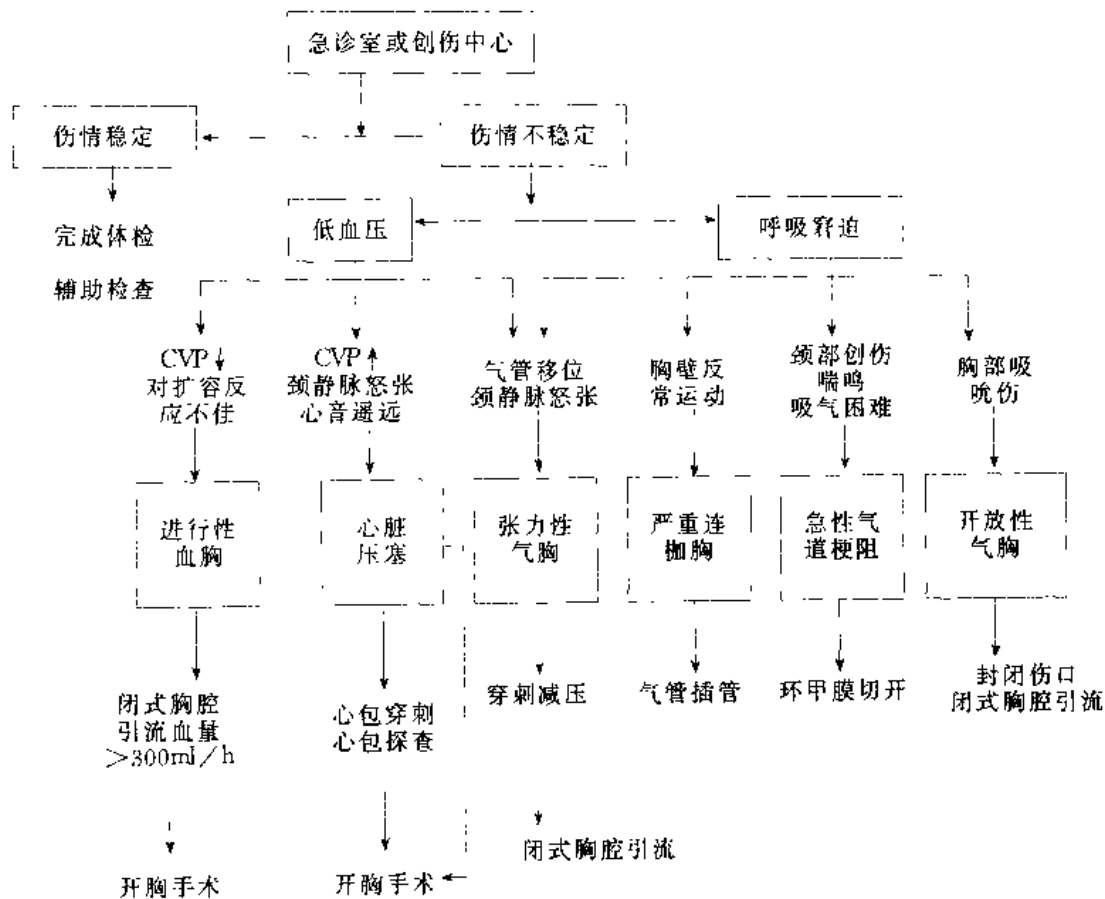 急诊室或创伤中心
伤情稳定
伤情不稳定
完成体检
辅助检查
低血压
呼吸窘迫
CVP↓
对扩容反
应不佳
CVP↑
颈静脉怒张
心音遥远
气管移位
颈静脉怒张
胸壁反
常运动
颈部创伤
喘鸣
吸气困难
胸部吸
吮伤
进行性
血胸
心脏
压塞
张力性
气胸
严重连
枷胸
急性气
道梗阻
开放性
气胸
闭式胸腔
引流血量
>300ml/h
心包穿刺
心包探查
穿刺减压
气管插管
环甲膜切开
封闭伤口
闭式胸腔引流
开胸手术
开胸手术
闭式胸腔引流